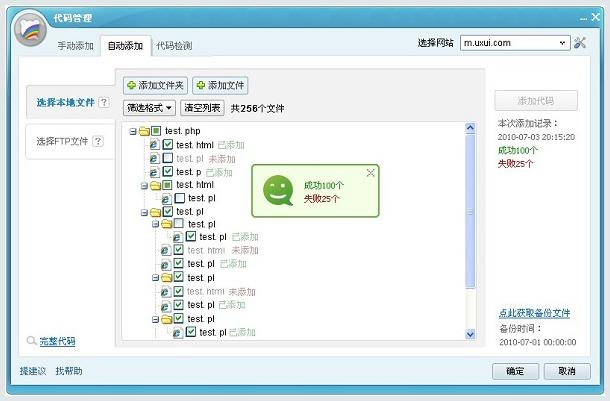 代码管理
手动添加 自动添加 代码检测
选择网站 m.uxui.com
选择本地文件 ?
选择FTP文件 ?
添加文件夹 添加文件
筛选格式 清空列表 共256个文件
test. php
test. html 已添加
test. pl 未添加
test. p 已添加
test. html
test. pl
test. pl
test. pl
test. pl 已添加
test. html 未添加
test. pl 已添加
test. pl
test. html 未添加
test. pl 已添加
test. pl
test. pl 已添加
成功100个
失败25个
添加代码
本次添加记录：
2010-07-03 20:15:20
成功100个
失败25个
点此获取备份文件
备份时间：
2010-07-01 00:00:00
完整代码
提建议 找帮助
确定 取消